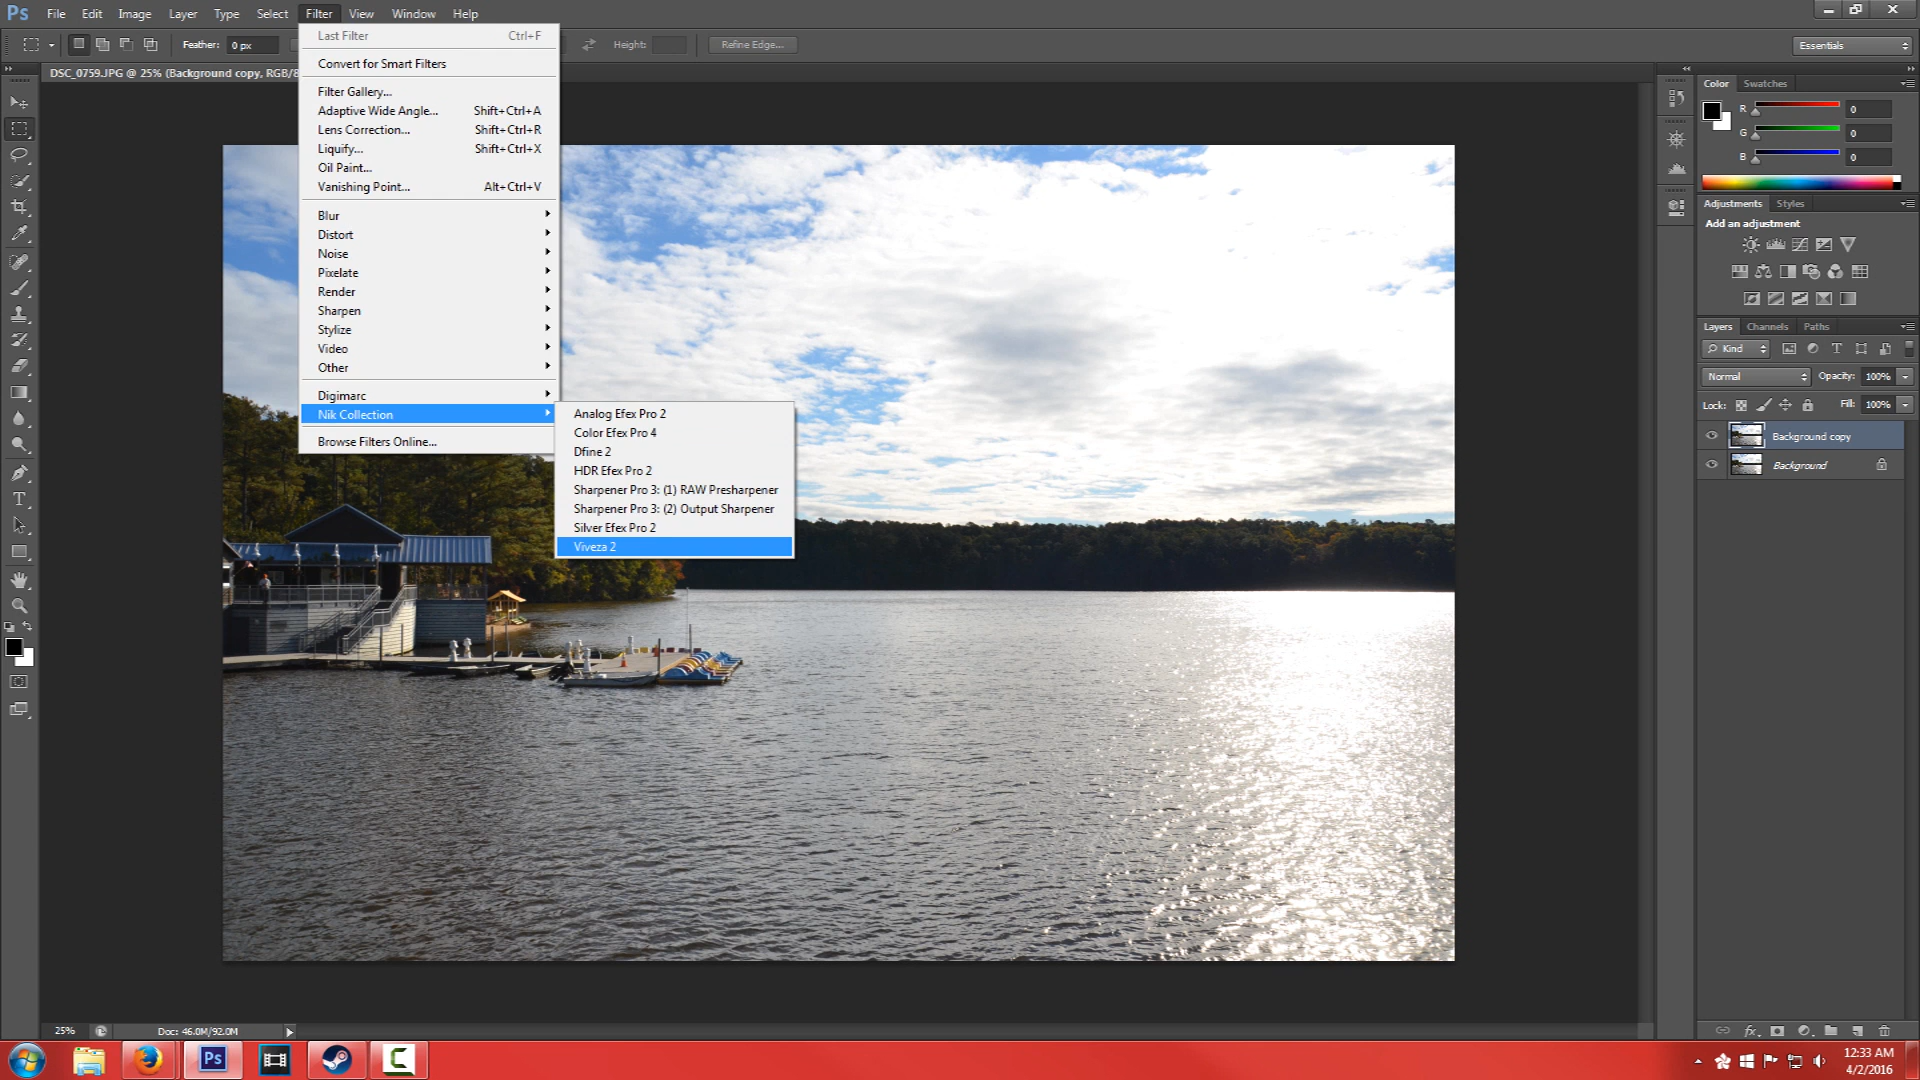 Ps File Edit Image Layer Type Select Filter View Window Help
Feather: 0 px Height: Refine Edge... Essentials
DSC_0759.JPG @ 25% (Background copy, RGB/8
Last Filter Ctrl+F
Convert for Smart Filters
Filter Gallery...
Adaptive Wide Angle... Shift+Ctrl+A
Lens Correction... Shift+Ctrl+R
Liquify... Shift+Ctrl+X
Oil Paint...
Vanishing Point... Alt+Ctrl+V
Blur
Distort
Noise
Pixelate
Render
Sharpen
Stylize
Video
Other
Digimarc
Nik Collection
Browse Filters Online...
Analog Efex Pro 2
Color Efex Pro 4
Dfine 2
HDR Efex Pro 2
Sharpener Pro 3: (1) RAW Presharpener
Sharpener Pro 3: (2) Output Sharpener
Silver Efex Pro 2
Viveza 2
Color Swatches
R 0
G 0
B 0
Adjustments Styles
Add an adjustment
Layers Channels Paths
Kind
Normal Opacity: 100%
Lock: Fill: 100%
Background copy
Background
25% Doc: 46.0M/92.0M
Ps
12:33 AM
4/2/2016